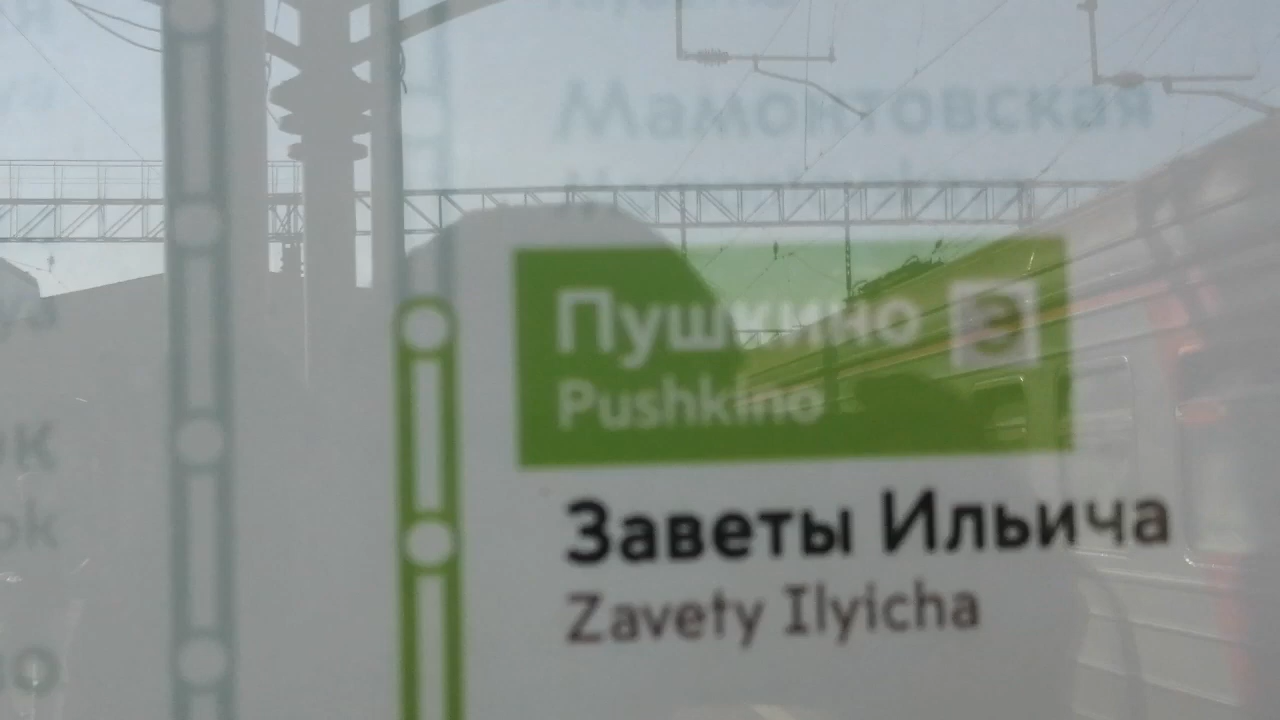 Мамонтовская
Пушкино Э
Pushkino
Заветы Ильича
Zavety Ilyicha